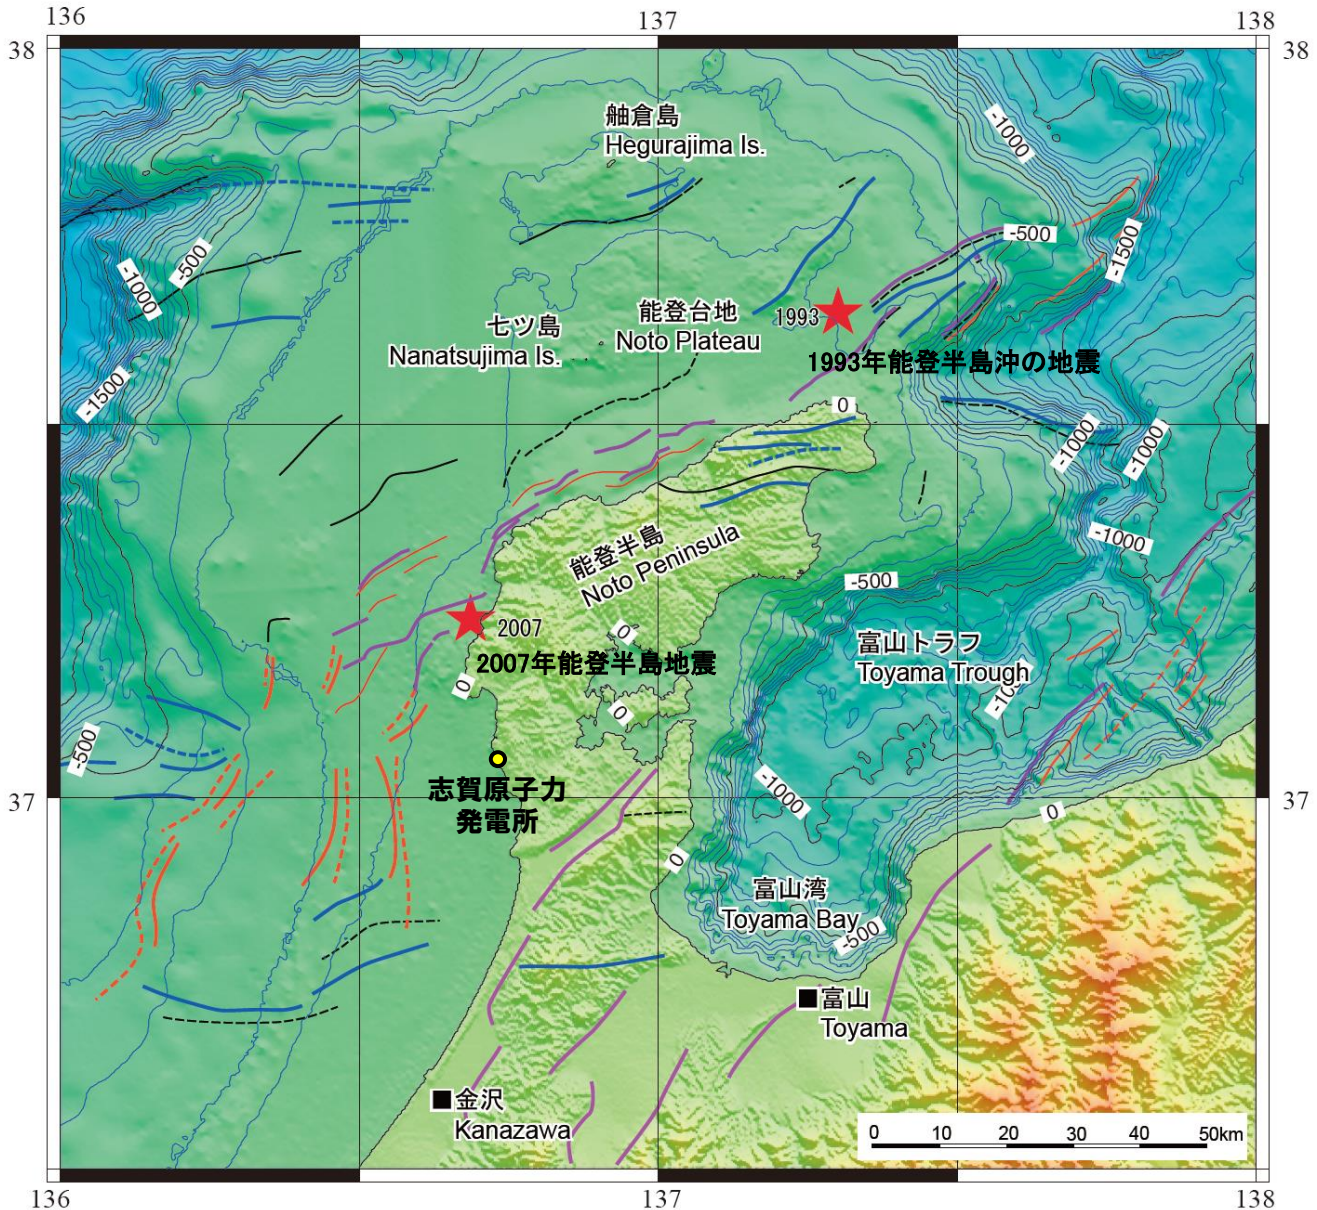 136
137
138
38
38
舳倉島
Hegurajima Is.
-1000
-500
-1500
-500
-1000
能登台地
Noto Plateau
1993
七ツ島
Nanatsujima Is.
1993年能登半島沖の地震
-1500
0
-1000
-1000
-1000
能登半島
Noto Peninsula
-500
2007
2007年能登半島地震
0
0
0
富山トラフ
Toyama Trough
-500
志賀原子力
発電所
-1000
37
37
0
0
富山湾
Toyama Bay
-500
富山
Toyama
金沢
Kanazawa
0 10 20 30 40 50km
136
137
138